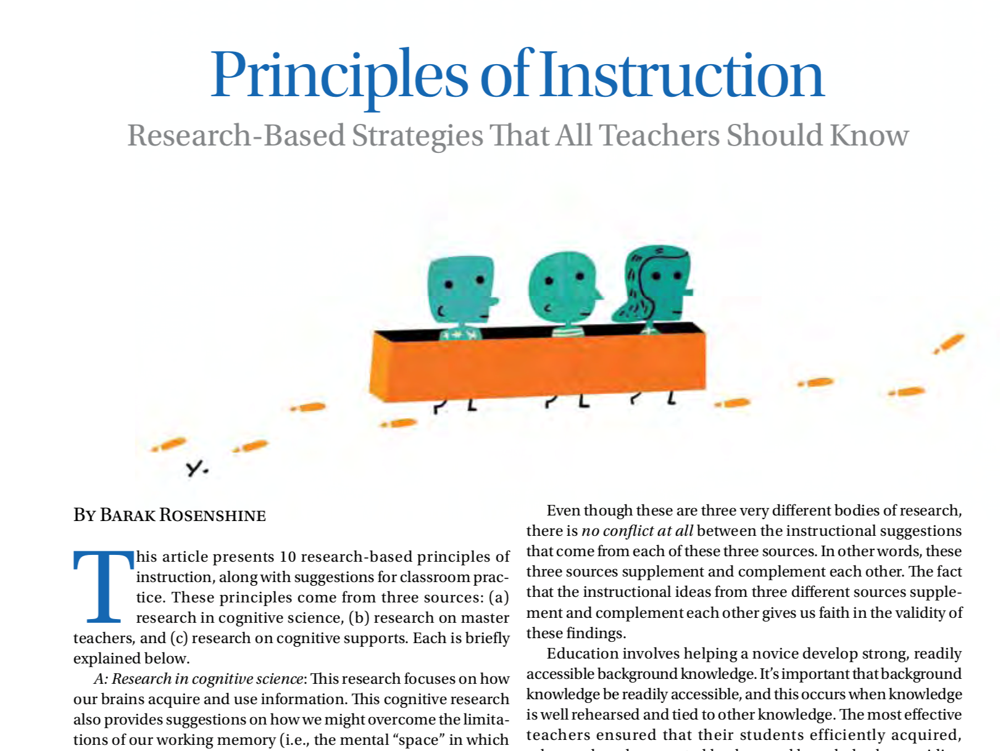 Principles of Instruction
Research-Based Strategies That All Teachers Should Know
Y.
BY BARAK ROSENSHINE
This article presents 10 research-based principles of
instruction, along with suggestions for classroom prac-
tice. These principles come from three sources: (a)
research in cognitive science, (b) research on master
teachers, and (c) research on cognitive supports. Each is briefly
explained below.
A: Research in cognitive science: This research focuses on how
our brains acquire and use information. This cognitive research
also provides suggestions on how we might overcome the limita-
tions of our working memory (i.e., the mental “space” in which
Even though these are three very different bodies of research,
there is no conflict at all between the instructional suggestions
that come from each of these three sources. In other words, these
three sources supplement and complement each other. The fact
that the instructional ideas from three different sources supple-
ment and complement each other gives us faith in the validity of
these findings.
Education involves helping a novice develop strong, readily
accessible background knowledge. It’s important that background
knowledge be readily accessible, and this occurs when knowledge
is well rehearsed and tied to other knowledge. The most effective
teachers ensured that their students efficiently acquired,